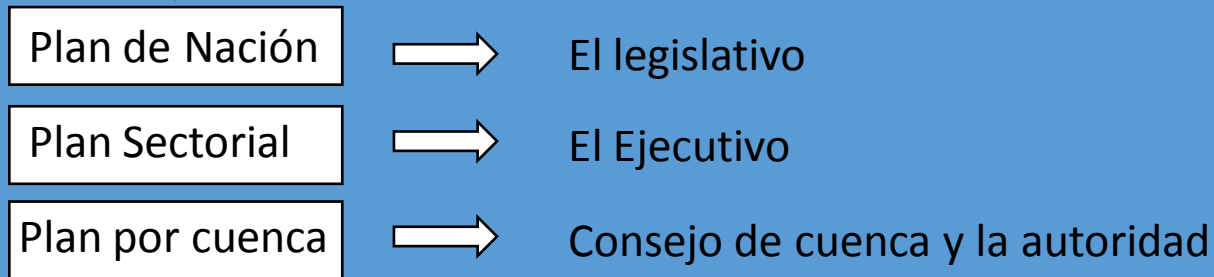 Plan de Nación El legislativo
Plan Sectorial El Ejecutivo
Plan por cuenca Consejo de cuenca y la autoridad